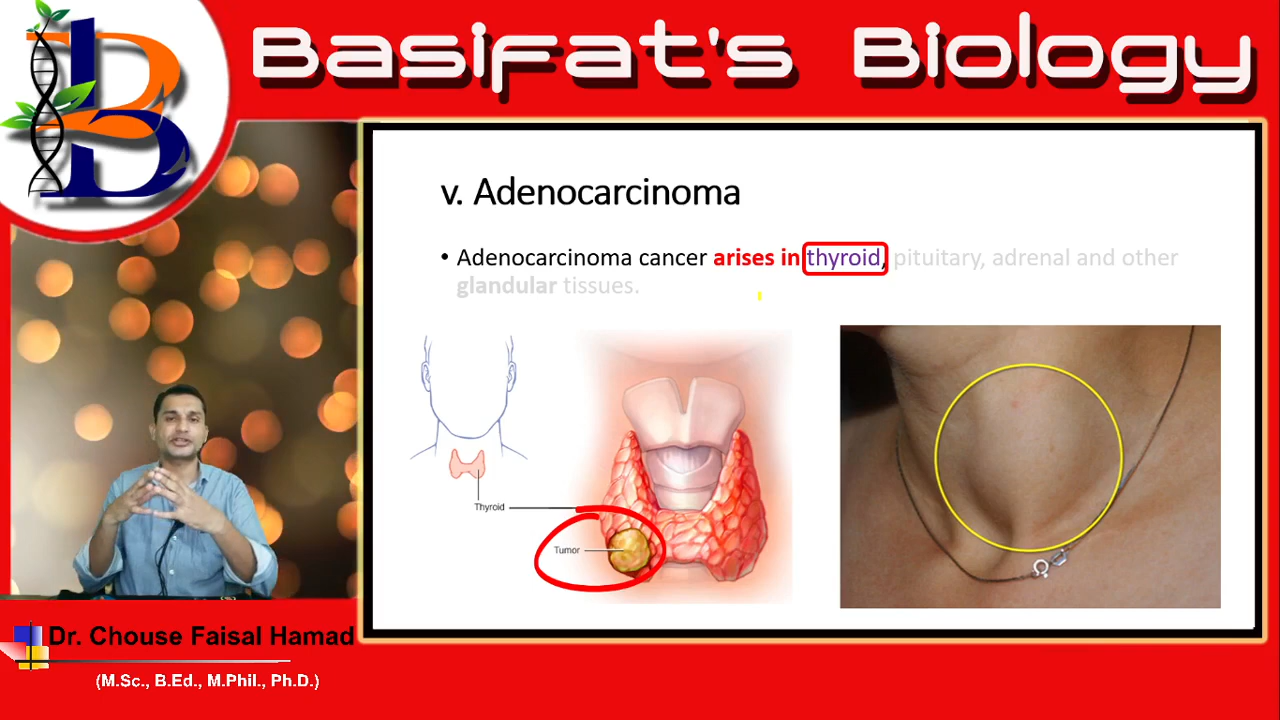 Basifat's Biology
v. Adenocarcinoma
• Adenocarcinoma cancer arises in thyroid, pituitary, adrenal and other
glandular tissues.
Thyroid
Tumor
Dr. Chouse Faisal Hamad
(M.Sc., B.Ed., M.Phil., Ph.D.)